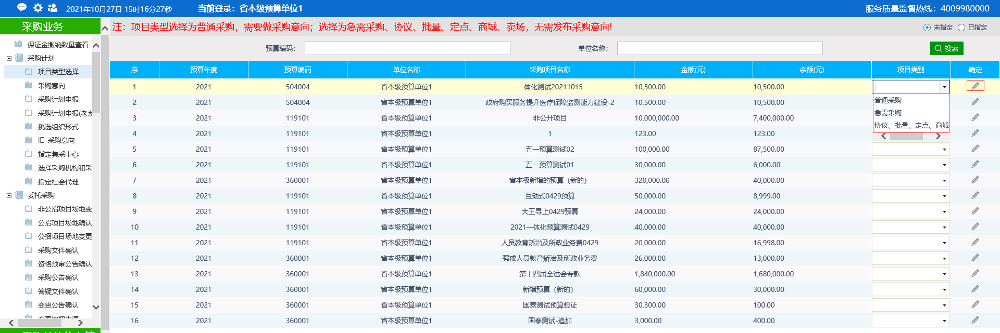 2021年10月27日 15时16分27秒 当前登录：省本级预算单位1 服务质量监督热线：4009980000
采购业务
注：项目类型选择为普通采购，需要做采购意向；选择为急需采购、协议、批量、定点、商城、卖场，无需发布采购意向!
未指定 已指定
预算编码： 单位名称： 搜索
保证金缴纳数量查看
采购计划
项目类型选择
采购意向
采购计划申报
采购计划申报(老系
挑选组织形式
旧-采购意向
指定集采中心
选择采购机构和采
指定社会代理
委托采购
非公招项目场地变
公招项目场地确认
公招项目场地变更
采购文件确认
资格预审公告确认
采购公告确认
答疑文件确认
变更公告确认
序 预算年度 预算编码 单位名称 采购项目名称 金额(元) 余额(元) 项目类别 确定
1 2021 504004 省本级预算单位1 一体化测试20211015 10,500.00 10,500.00
2 2021 504004 省本级预算单位1 政府购买服务提升医疗保障监测能力建设-2 10,500.00 10,500.00
3 2021 119101 省本级预算单位1 非公开项目 10,000,000.00 7,400,000.00
4 2021 119101 省本级预算单位1 1 123.00 123.00
5 2021 119101 省本级预算单位1 五一预算测试02 100,000.00 87,500.00
6 2021 119101 省本级预算单位1 五一预算测试01 30,000.00 6,000.00
7 2021 360001 省本级预算单位1 省本级新增的预算（新的） 320,000.00 40,000.00
8 2021 119101 省本级预算单位1 互动式0429预算 50,000.00 8,999.00
9 2021 119101 省本级预算单位1 大王寻上0429预算 24,000.00 24,000.00
10 2021 119101 省本级预算单位1 2021一体化预算测试0429 40,000.00 40,000.00
11 2021 119101 省本级预算单位1 人员教育矫治及所政业务费0429 20,000.00 16,998.00
12 2021 360001 省本级预算单位1 强戒人员教育矫治及所政业务费 26,000.00 13,000.00
13 2021 360001 省本级预算单位1 第十四届全运会专款 1,840,000.00 1,680,000.00
14 2021 360001 省本级预算单位1 新增预算（新的） 60,000.00 30,000.00
15 2021 360001 省本级预算单位1 国泰测试预算验证 30,300.00 100.00
16 2021 360001 省本级预算单位1 国泰测试-追加 3,000.00 400.00
普通采购
急需采购
协议、批量、定点、商城